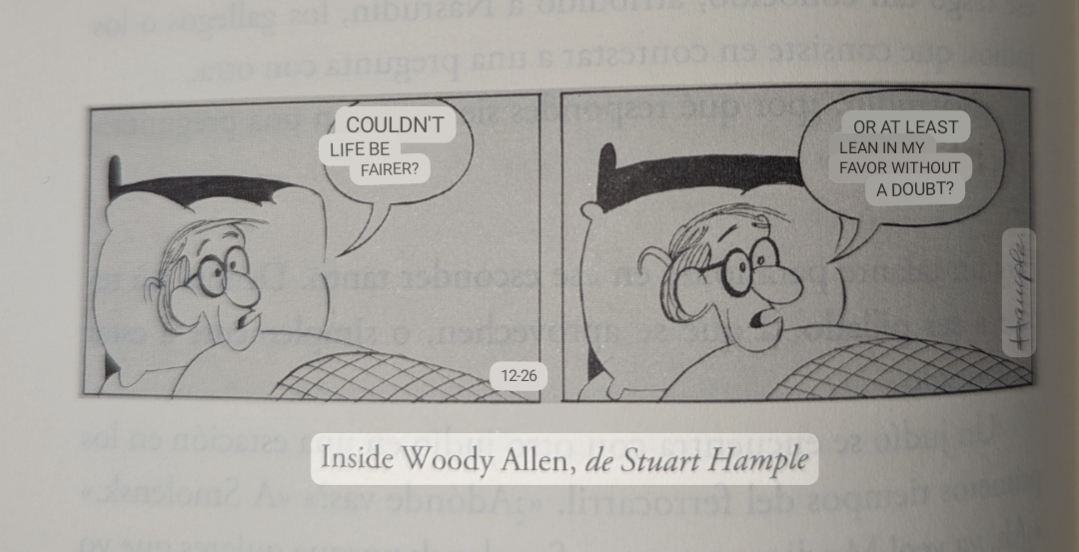 COULDN'T
LIFE BE
FAIRER?
OR AT LEAST
LEAN IN MY
FAVOR WITHOUT
A DOUBT?
Hample
12-26
Inside Woody Allen, de Stuart Hample